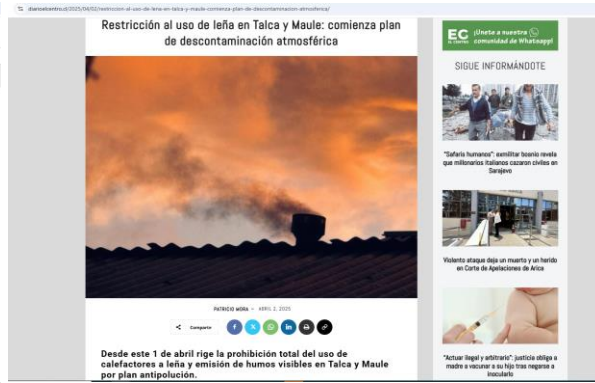 diarioelcentro.cl/2025/04/02/restriccion-al-uso-de-lena-en-talca-y-maule-comienza-plan-de-descontaminacion-atmosferica/
Restricción al uso de leña en Talca y Maule: comienza plan
de descontaminación atmosférica
PATRICIO MORA • ABRIL 2, 2025
Comparte
Desde este 1 de abril rige la prohibición total del uso de
calefactores a leña y emisión de humos visibles en Talca y Maule
por plan antipolución.
EC
EL CENTRO
¡Únete a nuestra
comunidad de Whatsapp!
SIGUE INFORMÁNDOTE
"Safaris humanos": exmilitar bosnio revela
que millonarios italianos cazaron civiles en
Sarajevo
Violento ataque deja un muerto y un herido
en Corte de Apelaciones de Arica
"Actuar ilegal y arbitrario": justicia obliga a
madre a vacunar a su hijo tras negarse a
inocularlo